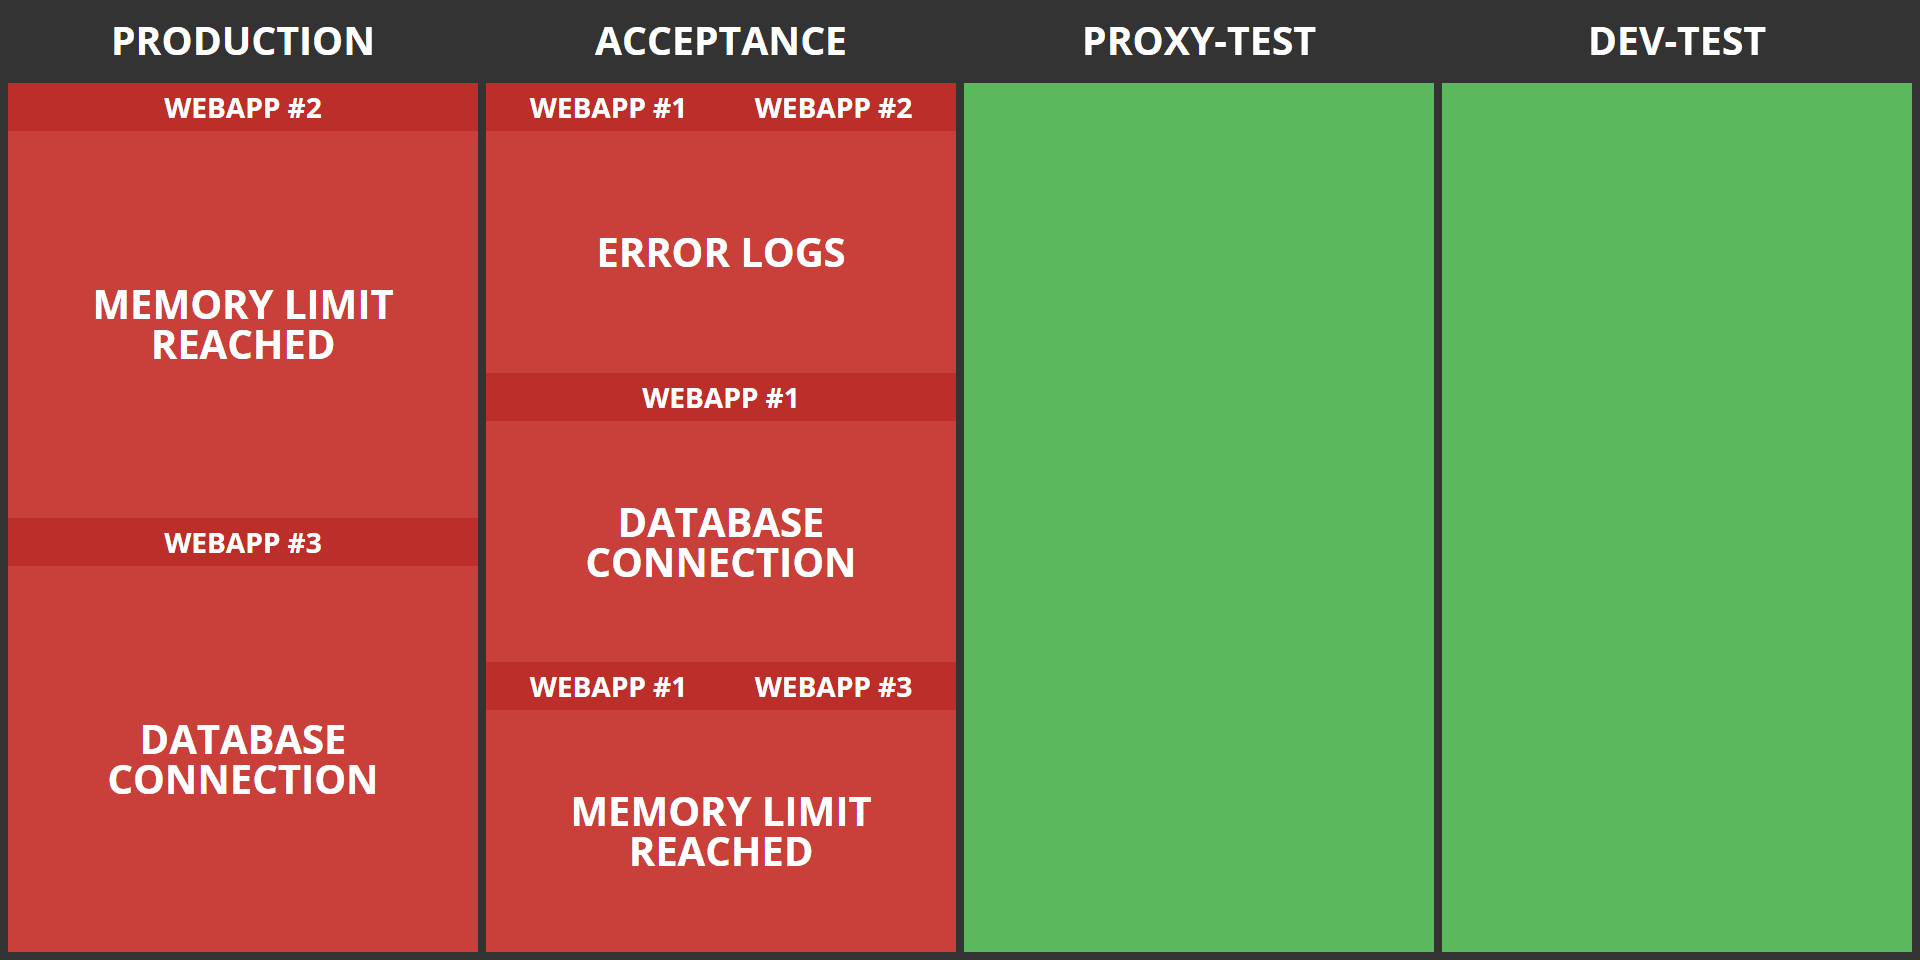 PRODUCTION
WEBAPP #2
MEMORY LIMIT
REACHED
WEBAPP #3
DATABASE
CONNECTION
ACCEPTANCE
WEBAPP #1 WEBAPP #2
ERROR LOGS
WEBAPP #1
DATABASE
CONNECTION
WEBAPP #1 WEBAPP #3
MEMORY LIMIT
REACHED
PROXY-TEST
DEV-TEST